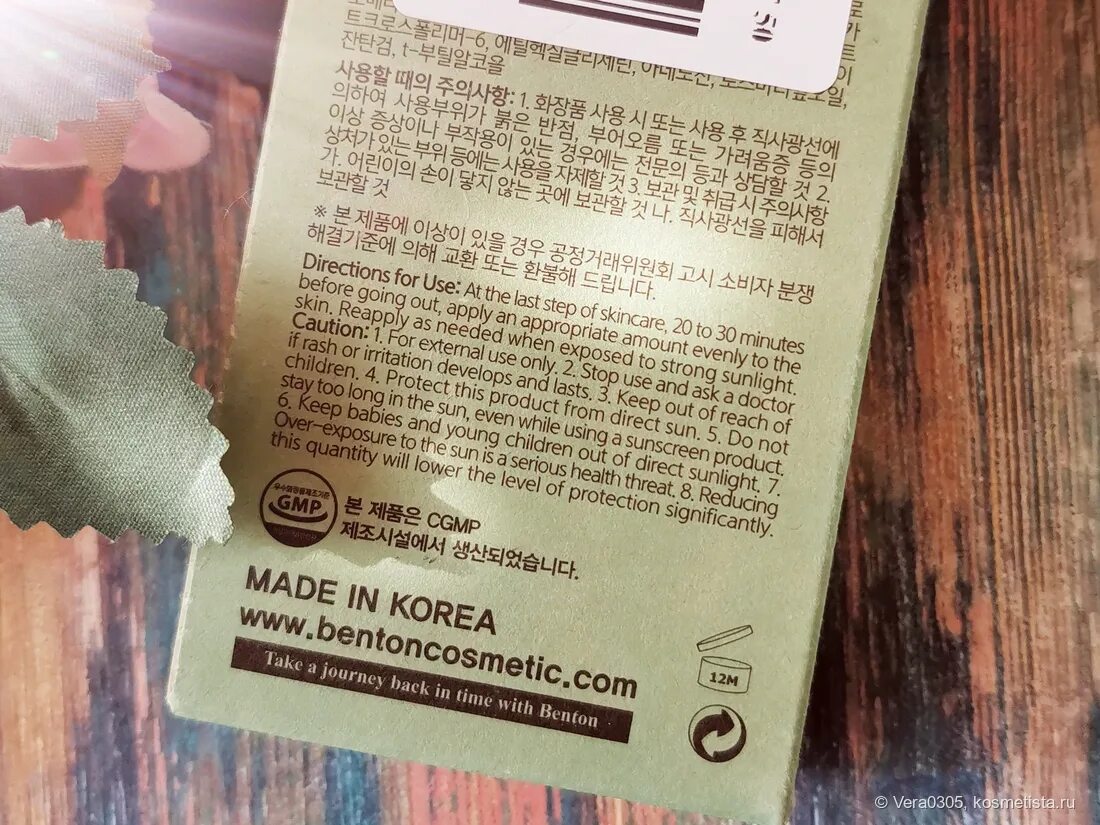 트크로스폴리머-6, 에틸헥실글리세린, 아데노신,
잔탄검, t-부틸알코올
사용할 때의 주의사항: 1. 화장품 사용 시 또는 사용 후 직사광선에
의하여 사용부위가 붉은 반점, 부어오름 또는 가려움증 등의
이상 증상이나 부작용이 있는 경우에는 전문의 등과 상담할 것 2.
상처가 있는 부위 등에는 사용을 자제할 것 3. 보관 및 취급 시 주의사항
가. 어린이의 손이 닿지 않는 곳에 보관할 것 나. 직사광선을 피해서
보관할 것
※ 본 제품에 이상이 있을 경우 공정거래위원회 고시 소비자 분쟁
해결기준에 의해 교환 또는 환불해 드립니다.
Directions for Use: At the last step of skincare, 20 to 30 minutes
before going out, apply an appropriate amount evenly to the
skin. Reapply as needed when exposed to strong sunlight.
Caution: 1. For external use only. 2. Stop use and ask a doctor
if rash or irritation develops and lasts. 3. Keep out of reach of
children. 4. Protect this product from direct sun. 5. Do not
stay too long in the sun, even while using a sunscreen product.
6. Keep babies and young children out of direct sunlight. 7.
Over-exposure to the sun is a serious health threat. 8. Reducing
this quantity will lower the level of protection significantly.
우수화장품제조기준
GMP
본 제품은 CGMP
제조시설에서 생산되었습니다.
MADE IN KOREA
www.bentoncosmetic.com
Take a journey back in time with Benton
12M
© Vera0305, kosmetista.ru